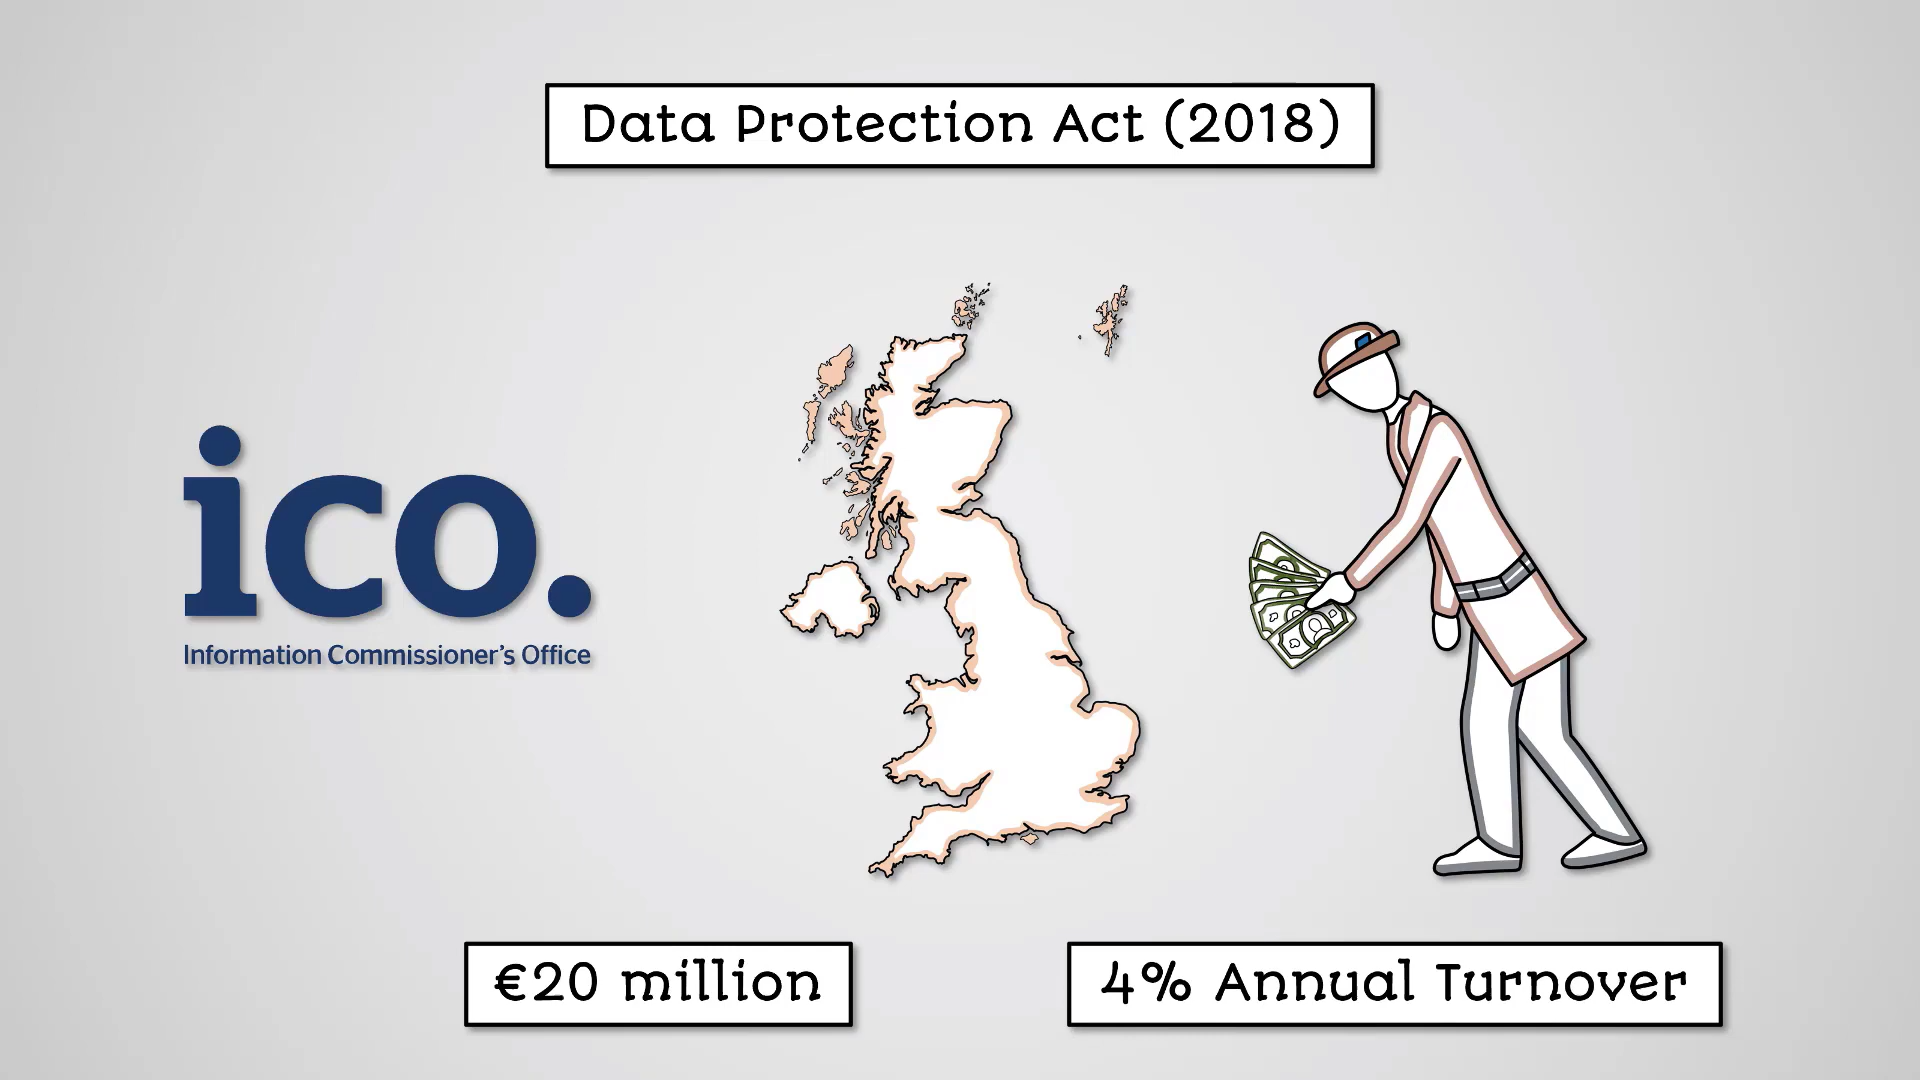 Data Protection Act (2018)
ico.
Information Commissioner's Office
€20 million
4% Annual Turnover